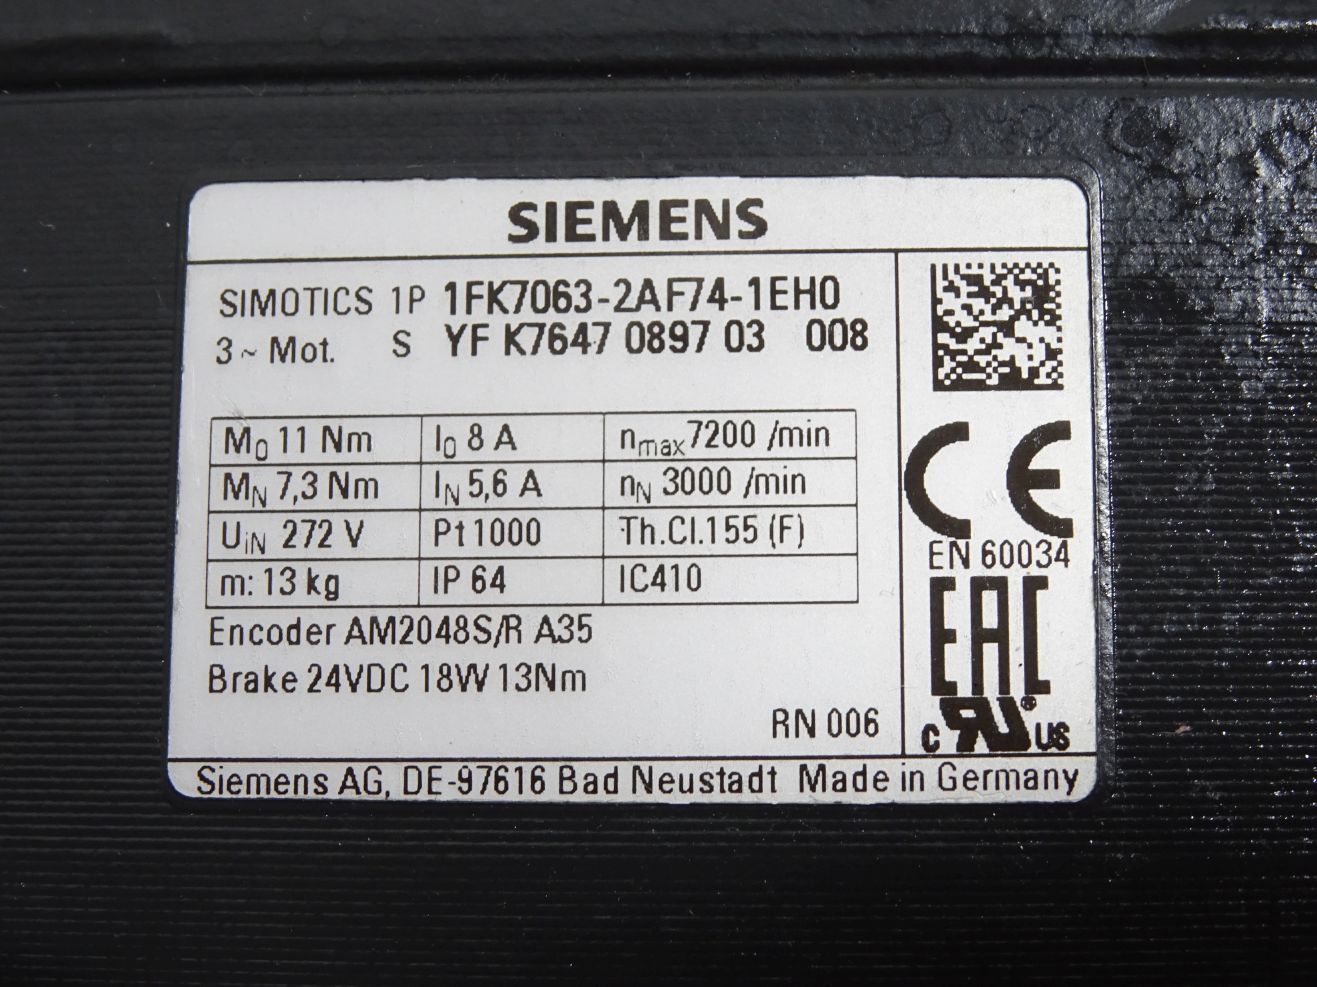 SIEMENS
SIMOTICS 1P 1FK7063-2AF74-1EH0
3 ~ Mot. S YF K7647 0897 03 008
M0 11 Nm I0 8 A nmax 7200 /min
MN 7,3 Nm IN 5,6 A nN 3000 /min
UiN 272 V Pt1000 Th.Cl.155 (F)
m: 13 kg IP 64 IC410
CE
EN 60034
Encoder AM2048S/R A35
Brake 24VDC 18W 13Nm
EAC
RN 006
c RU ® US
Siemens AG, DE-97616 Bad Neustadt Made in Germany